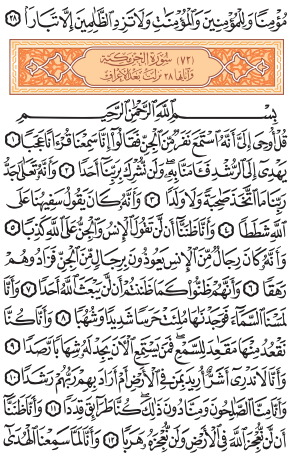 مُؤْمِنًا وَلِلْمُؤْمِنِينَ وَالْمُؤْمِنَاتِ وَلَا تَزِدِ الظَّالِمِينَ إِلَّا تَبَارًا ٢٨
(٧٢) سُورَةُ الْجِنِّ مَكِّيَّة
وَآيَاتُهَا ٢٨ نَزَلَتْ بَعْدَ الْأَعْرَافِ
بِسْمِ اللَّهِ الرَّحْمَٰنِ الرَّحِيمِ
قُلْ أُوحِيَ إِلَيَّ أَنَّهُ اسْتَمَعَ نَفَرٌ مِّنَ الْجِنِّ فَقَالُوا إِنَّا سَمِعْنَا قُرْءَانًا عَجَبًا ١
يَهْدِي إِلَى الرُّشْدِ فَـَٔامَنَّا بِهِ وَلَن نُّشْرِكَ بِرَبِّنَا أَحَدًا ٢ وَأَنَّهُ تَعَالَى جَدُّ
رَبِّنَا مَا اتَّخَذَ صَاحِبَةً وَلَا وَلَدًا ٣ وَأَنَّهُ كَانَ يَقُولُ سَفِيهُنَا عَلَى
اللَّهِ شَطَطًا ٤ وَأَنَّا ظَنَنَّا أَن لَّن تَقُولَ الْإِنسُ وَالْجِنُّ عَلَى اللَّهِ كَذِبًا ٥
وَأَنَّهُ كَانَ رِجَالٌ مِّنَ الْإِنسِ يَعُوذُونَ بِرِجَالٍ مِّنَ الْجِنِّ فَزَادُوهُمْ
رَهَقًا ٦ وَأَنَّهُمْ ظَنُّوا كَمَا ظَنَنتُمْ أَن لَّن يَبْعَثَ اللَّهُ أَحَدًا ٧ وَأَنَّا
لَمَسْنَا السَّمَاءَ فَوَجَدْنَاهَا مُلِئَتْ حَرَسًا شَدِيدًا وَشُهُبًا ٨ وَأَنَّا كُنَّا
نَقْعُدُ مِنْهَا مَقَاعِدَ لِلسَّمْعِ فَمَن يَسْتَمِعِ الْآنَ يَجِدْ لَهُ شِهَابًا رَّصَدًا ٩
وَأَنَّا لَا نَدْرِي أَشَرٌّ أُرِيدَ بِمَن فِي الْأَرْضِ أَمْ أَرَادَ بِهِمْ رَبُّهُمْ رَشَدًا ١٠
وَأَنَّا مِنَّا الصَّالِحُونَ وَمِنَّا دُونَ ذَٰلِكَ كُنَّا طَرَائِقَ قِدَدًا ١١ وَأَنَّا ظَنَنَّا
أَن لَّن نُّعْجِزَ اللَّهَ فِي الْأَرْضِ وَلَن نُّعْجِزَهُ هَرَبًا ١٢ وَأَنَّا لَمَّا سَمِعْنَا الْهُدَىٰ